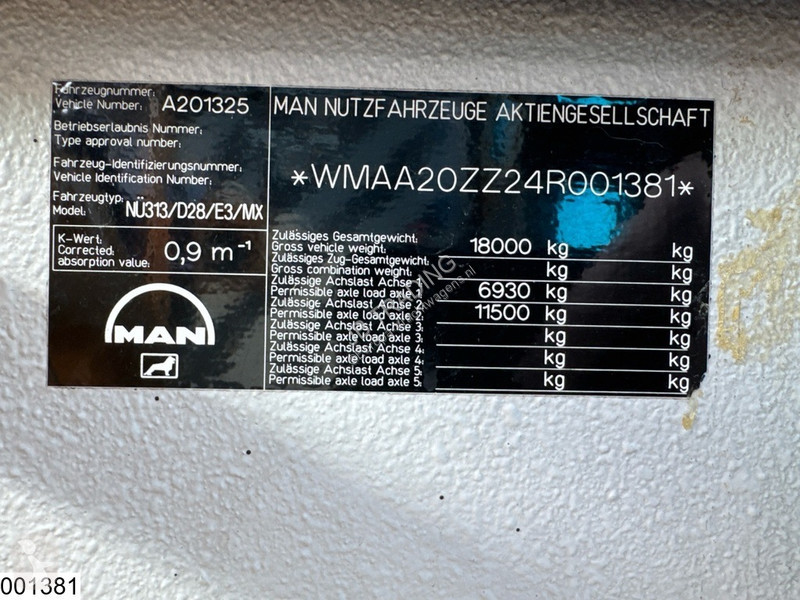 Fahrzeugnummer:
Vehicle Number: A201325
Betriebserlaubnis Nummer:
Type approval number:
Fahrzeug-Identifizierungsnummer:
Vehicle Identification Number:
Fahrzeugtyp:
Model: NÜ313/D28/E3/MX
K-Wert:
Corrected
absorption value: 0,9 m⁻¹
MAN
MAN NUTZFAHRZEUGE AKTIENGESELLSCHAFT
*WMAA20ZZ24R001381*
Zulässiges Gesamtgewicht:
Gross vehicle weight: 18000 kg kg
Zulässiges Zug-Gesamtgewicht:
Gross combination weight: kg kg
Zulässige Achslast Achse 1:
Permissible axle load axle 1: 6930 kg kg
Zulässige Achslast Achse 2:
Permissible axle load axle 2: 11500 kg kg
Zulässige Achslast Achse 3:
Permissible axle load axle 3: kg kg
Zulässige Achslast Achse 4:
Permissible axle load axle 4: kg kg
Zulässige Achslast Achse 5:
Permissible axle load axle 5: kg kg
001381